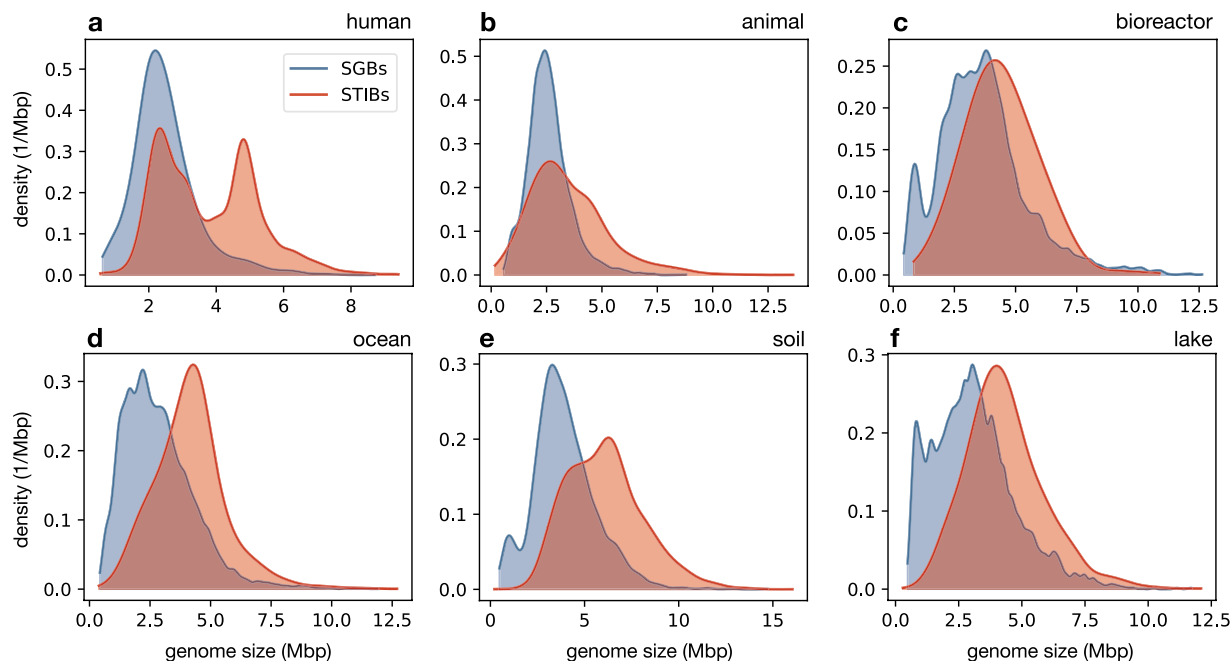 a human
b animal
c bioreactor
density (1/Mbp)
0.5
0.4
0.3
0.2
0.1
0.0
2 4 6 8
SGBs
STIBs
0.5
0.4
0.3
0.2
0.1
0.0
0.0 2.5 5.0 7.5 10.0 12.5
0.25
0.20
0.15
0.10
0.05
0.00
0.0 2.5 5.0 7.5 10.0 12.5
d ocean
e soil
f lake
density (1/Mbp)
0.3
0.2
0.1
0.0
0.0 2.5 5.0 7.5 10.0 12.5
genome size (Mbp)
0.3
0.2
0.1
0.0
0 5 10 15
genome size (Mbp)
0.3
0.2
0.1
0.0
0.0 2.5 5.0 7.5 10.0 12.5
genome size (Mbp)